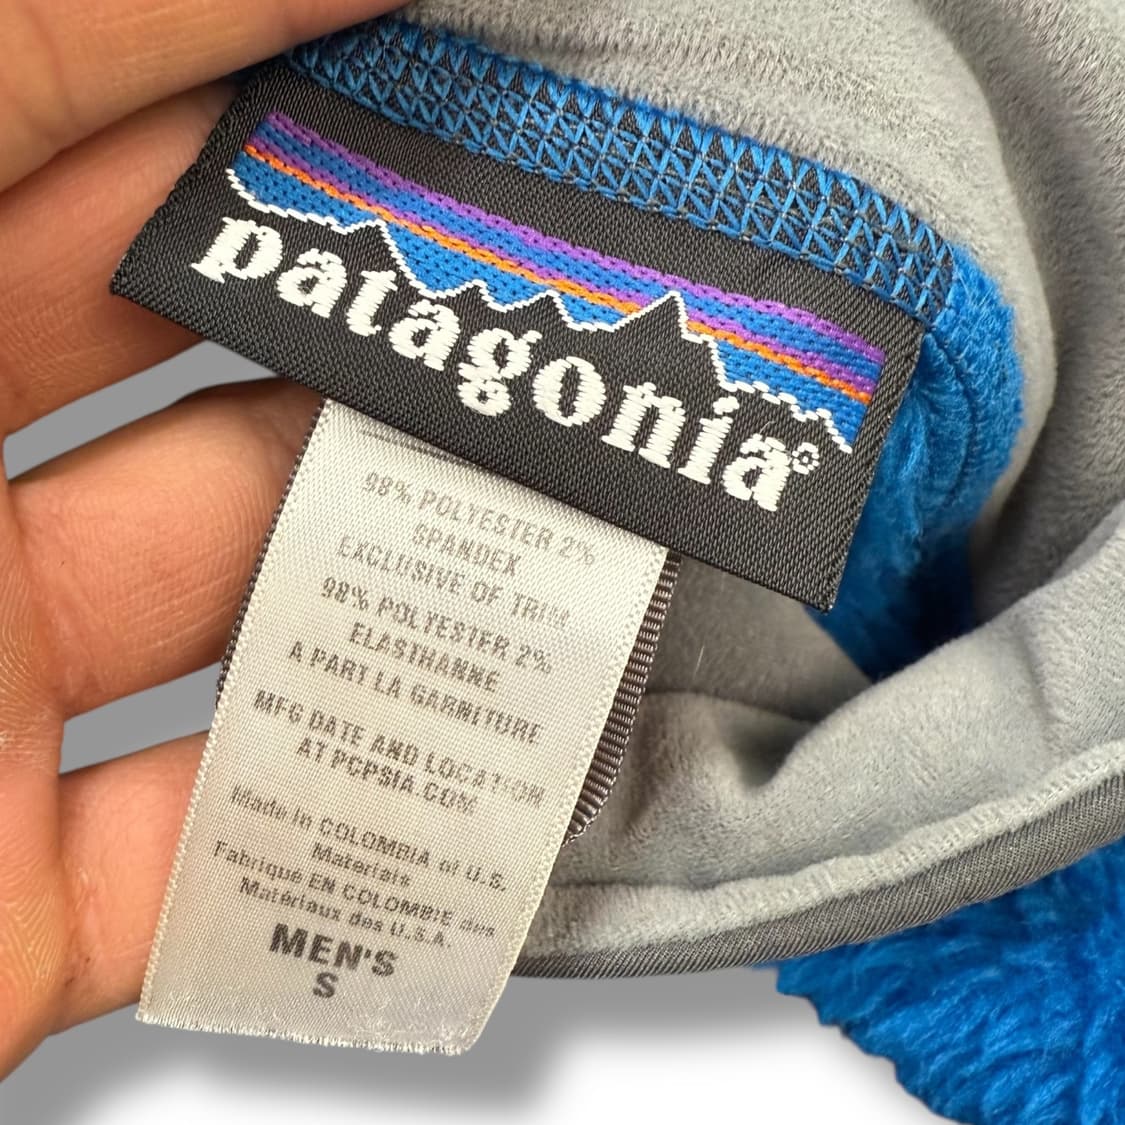 patagonia®
98% POLYESTER 2%
SPANDEX
EXCLUSIVE OF TRIM
98% POLYESTER 2%
ELASTHANNE
A PART LA GARNITURE
MFG DATE AND LOCATION
AT PCPSIA.COM
Made in COLOMBIA of U.S.
Materials
Fabrique EN COLOMBIE des
Matériaux des U.S.A.
MEN'S
S